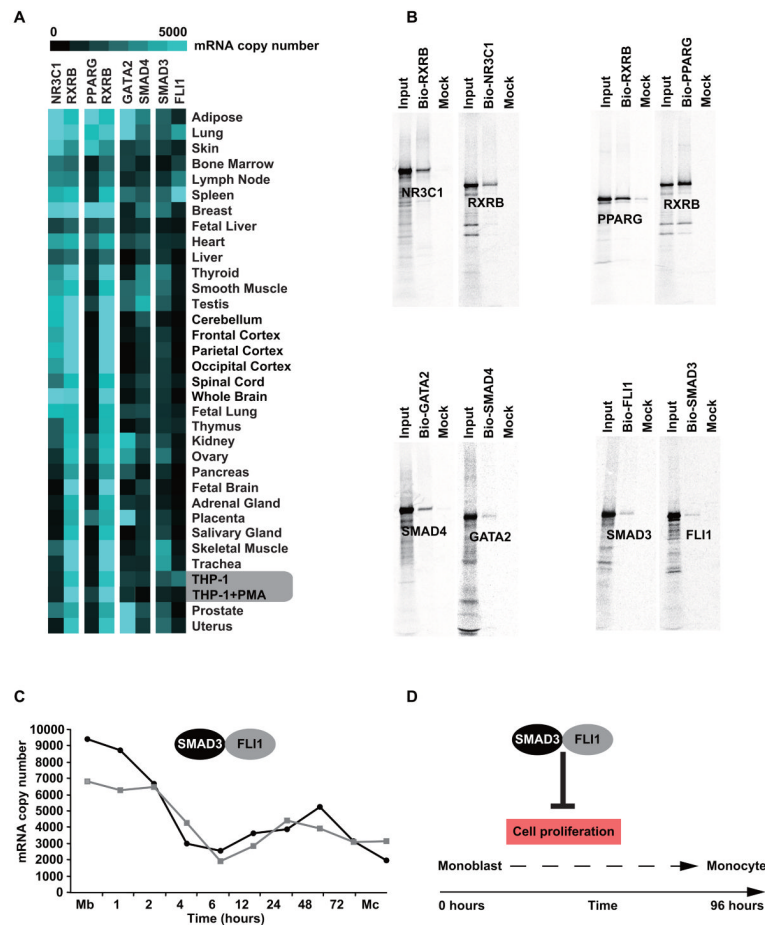 A
0 5000
mRNA copy number
NR3C1
RXRB
PPARG
RXRB
GATA2
SMAD4
SMAD3
FLI1
Adipose
Lung
Skin
Bone Marrow
Lymph Node
Spleen
Breast
Fetal Liver
Heart
Liver
Thyroid
Smooth Muscle
Testis
Cerebellum
Frontal Cortex
Parietal Cortex
Occipital Cortex
Spinal Cord
Whole Brain
Fetal Lung
Thymus
Kidney
Ovary
Pancreas
Fetal Brain
Adrenal Gland
Placenta
Salivary Gland
Skeletal Muscle
Trachea
THP-1
THP-1+PMA
Prostate
Uterus
B
Input
Bio-RXRB
Mock
NR3C1
Input
Bio-NR3C1
Mock
RXRB
Input
Bio-RXRB
Mock
PPARG
Input
Bio-PPARG
Mock
RXRB
Input
Bio-GATA2
Mock
SMAD4
Input
Bio-SMAD4
Mock
GATA2
Input
Bio-FLI1
Mock
SMAD3
Input
Bio-SMAD3
Mock
FLI1
C
SMAD3 FLI1
mRNA copy number
10000
9000
8000
7000
6000
5000
4000
3000
2000
1000
0
Mb 1 2 4 6 12 24 48 72 Mc
Time (hours)
D
SMAD3 FLI1
Cell proliferation
Monoblast Monocyte
0 hours Time 96 hours